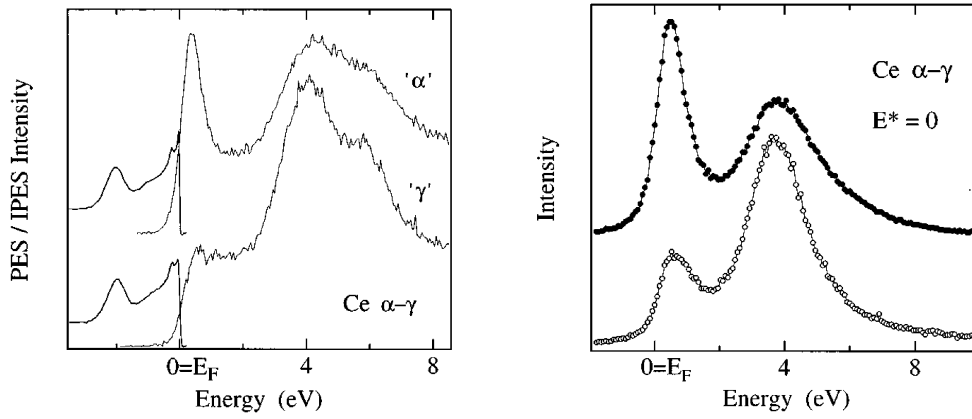 PES / IPES Intensity
'α'
'γ'
Ce α–γ
0=E_F 4 8
Energy (eV)
Intensity
Ce α–γ
E* = 0
0=E_F 4 8
Energy (eV)